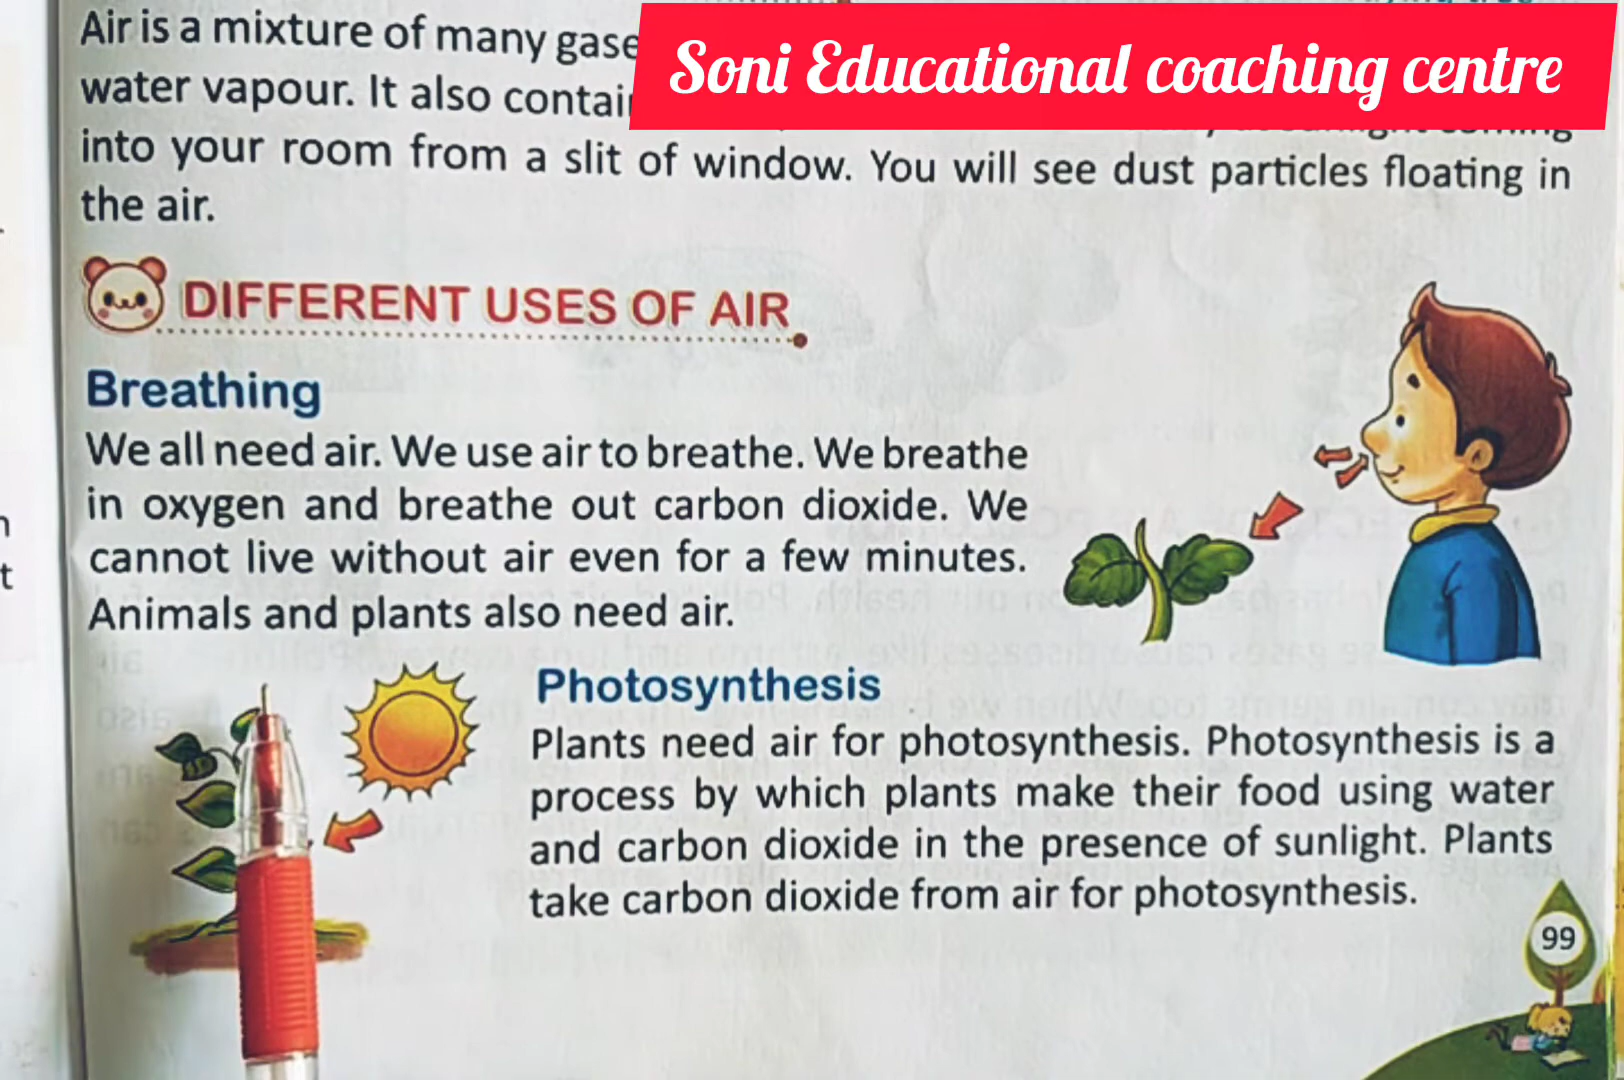 Air is a mixture of many
Soni Educational coaching centre
water vapour. It also
into your room from a slit of window. You will see dust particles floating in
the air.
DIFFERENT USES OF AIR
Breathing
We all need air. We use air to breathe. We breathe
in oxygen and breathe out carbon dioxide. We
cannot live without air even for a few minutes.
Animals and plants also need air.
Photosynthesis
Plants need air for photosynthesis. Photosynthesis is a
process by which plants make their food using water
and carbon dioxide in the presence of sunlight. Plants
take carbon dioxide from air for photosynthesis.
99